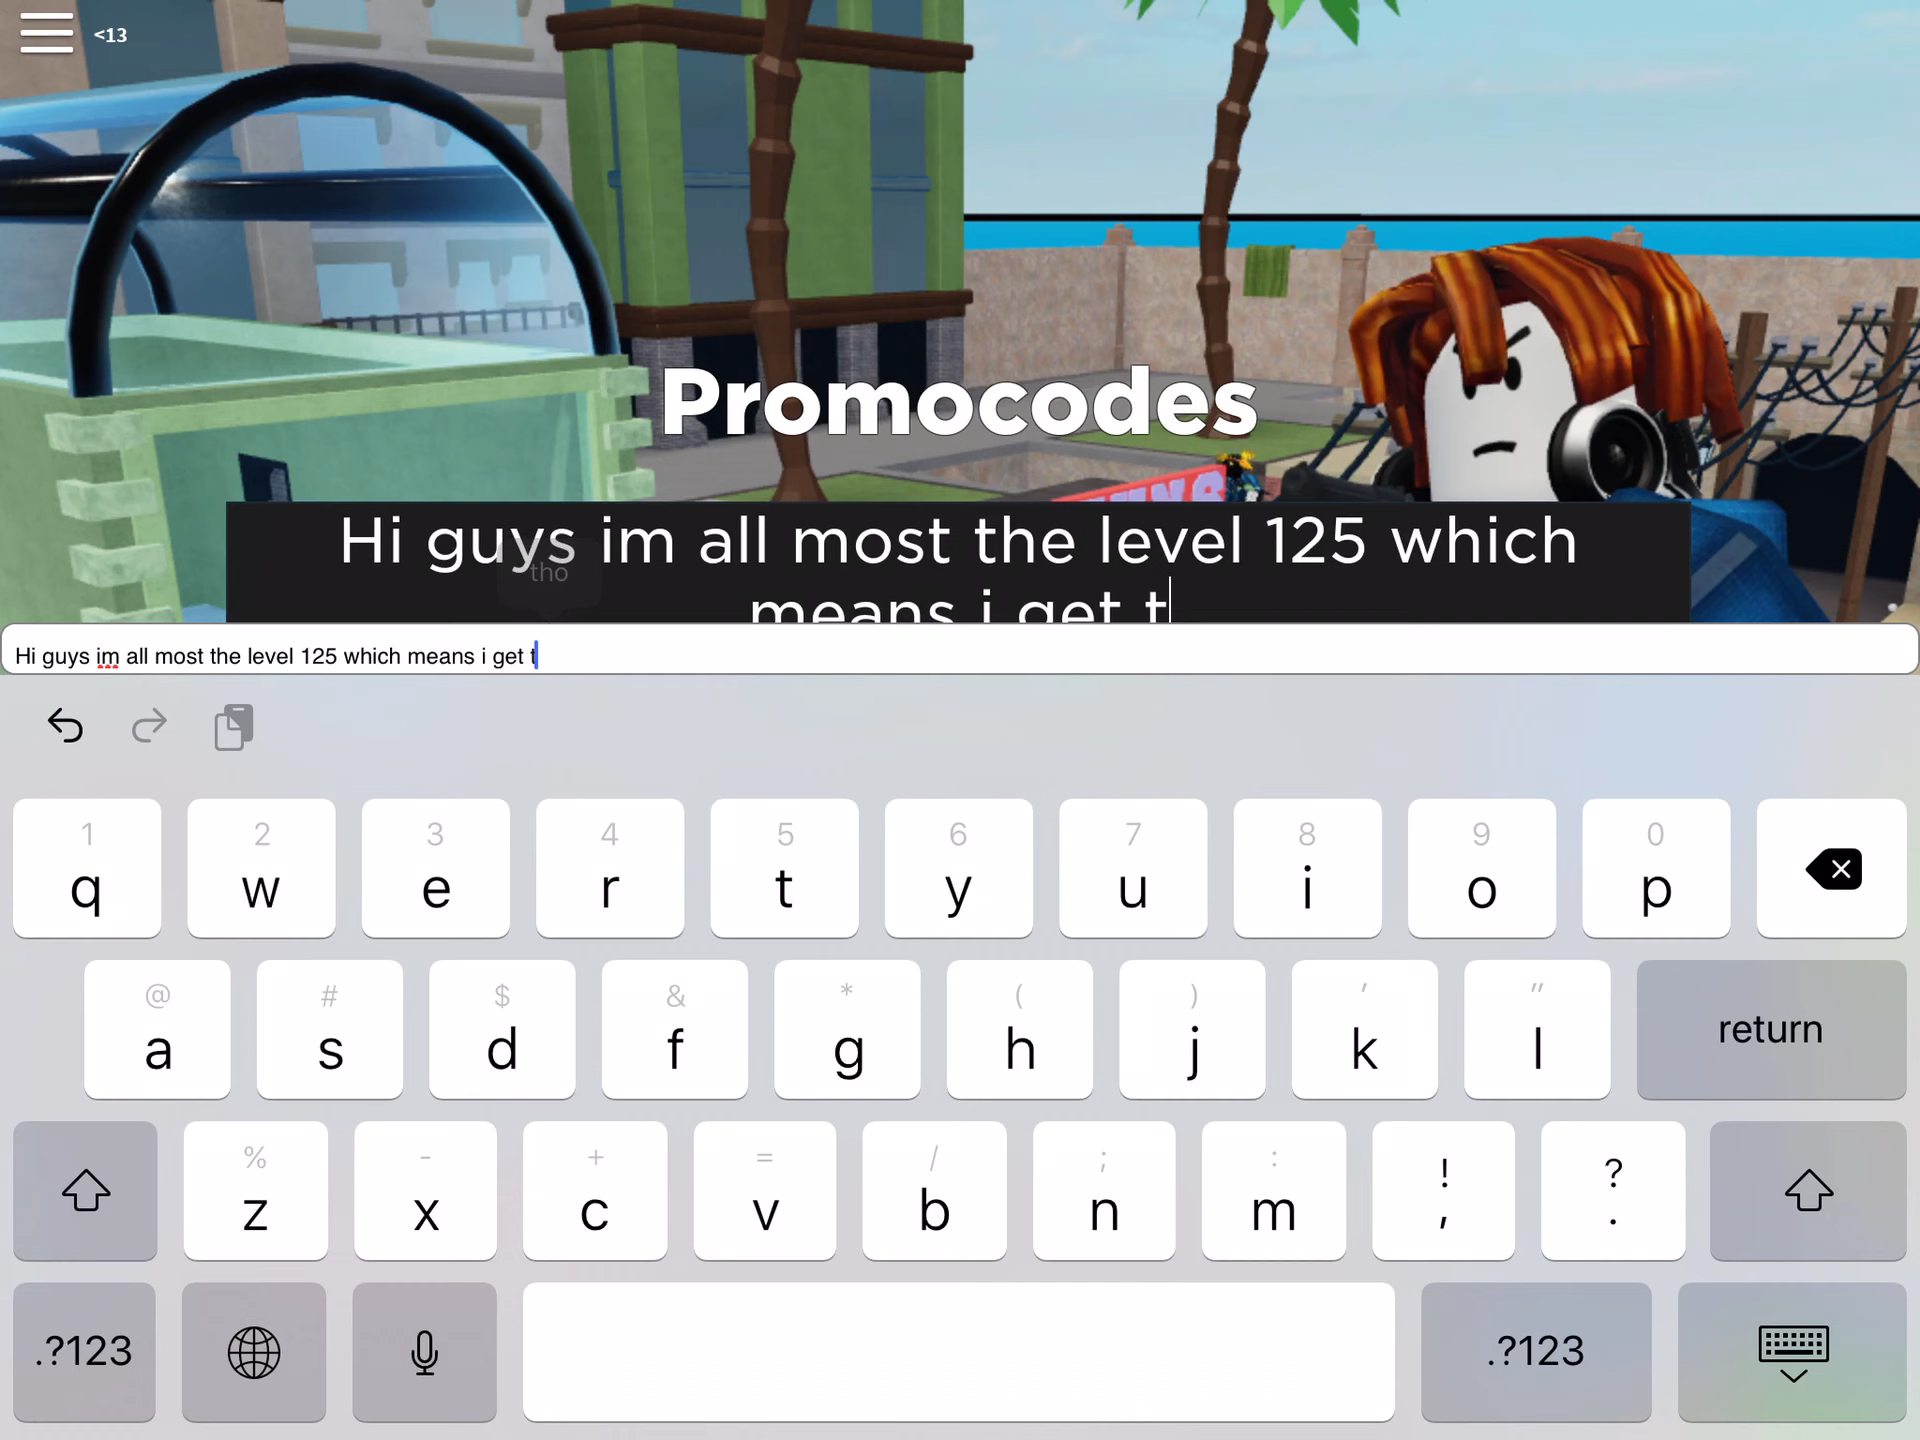 <13
Promocodes
Hi guys im all most the level 125 which
means i get t
tho
Hi guys im all most the level 125 which means i get t
1 2 3 4 5 6 7 8 9 0
q w e r t y u i o p
@ # $ & * ( ) ' "
a s d f g h j k l return
% - + = / ; : ! ?
z x c v b n m , .
.?123 .?123